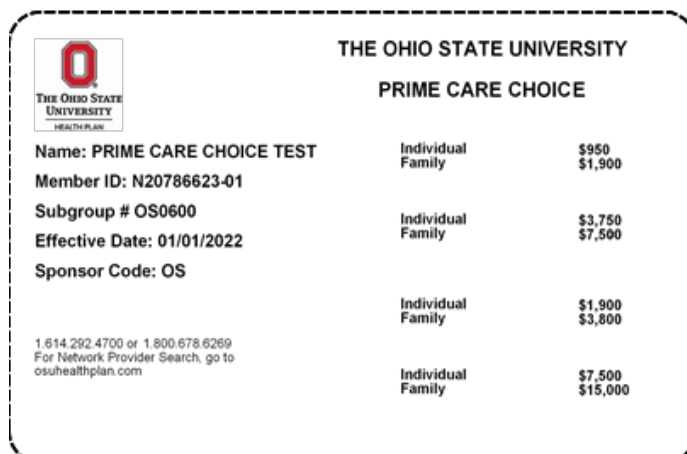 THE OHIO STATE
UNIVERSITY
HEALTH PLAN
THE OHIO STATE UNIVERSITY
PRIME CARE CHOICE
Name: PRIME CARE CHOICE TEST
Member ID: N20786623-01
Subgroup # OS0600
Effective Date: 01/01/2022
Sponsor Code: OS
1.614.292.4700 or 1.800.678.6269
For Network Provider Search, go to
osuhealthplan.com
Individual $950
Family $1,900
Individual $3,750
Family $7,500
Individual $1,900
Family $3,800
Individual $7,500
Family $15,000